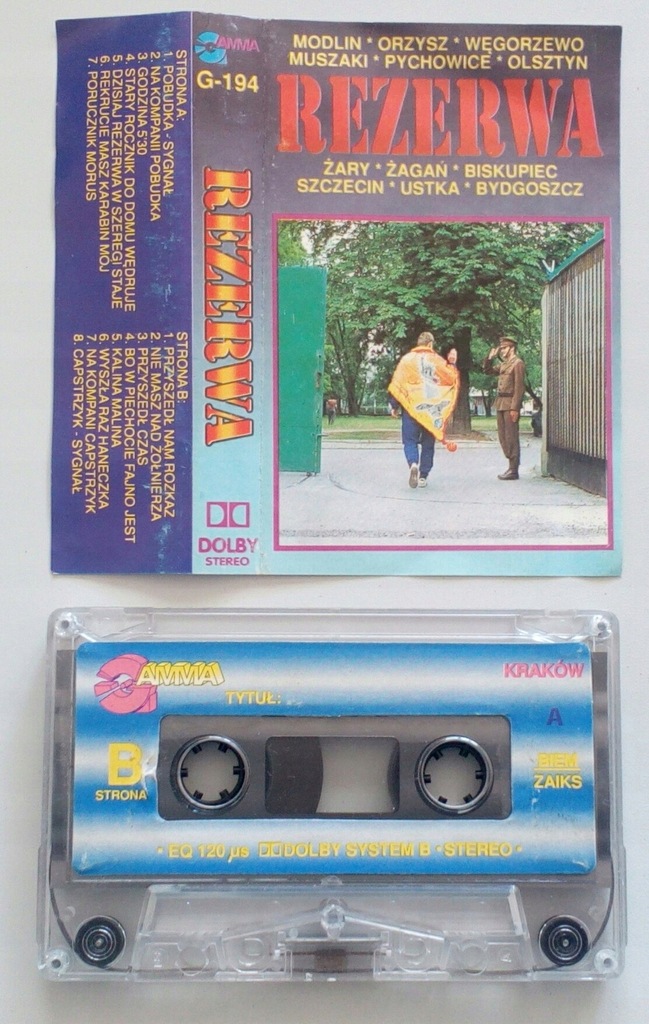 GAMMA
G-194
MODLIN * ORZYSZ * WĘGORZEWO
MUSZAKI * PYCHOWICE * OLSZTYN
REZERWA
ŻARY * ŻAGAŃ * BISKUPIEC
SZCZECIN * USTKA * BYDGOSZCZ
REZERWA
DOLBY
STEREO
STRONA A:
1. POBUDKA - SYGNAŁ
2. NA KOMPANII POBUDKA
3. GODZINA 5'30
4. STARY ROCZNIK DO DOMU WĘDRUJE
5. DZISIAJ REZERWA W SZEREGI STAJE
6. REKRUCIE MASZ KARABIN MÓJ
7. PORUCZNIK MORUS
STRONA B:
1. PRZYSZEDŁ NAM ROZKAZ
2. NIE MASZ NAD ŻOŁNIERZA
3. PRZYSZEDŁ CZAS
4. BO W PIECHOCIE FAJNO JEST
5. KALINA MALINA
6. WYSZŁA RAZ HANECZKA
7. NA KOMPANI CAPSTRZYK
8. CAPSTRZYK - SYGNAŁ
GAMMA
KRAKÓW
TYTUŁ:
A
B
STRONA
BIEM
ZAIKS
• EQ 120 µs DOLBY SYSTEM B • STEREO •